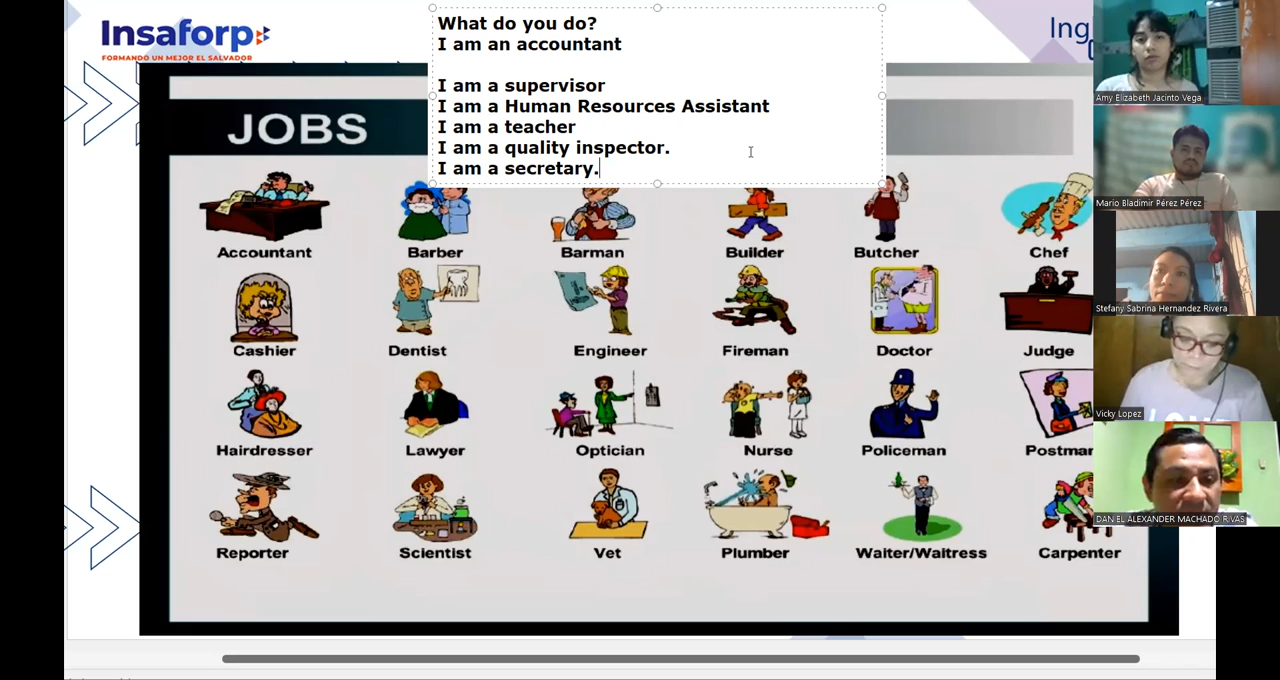 Insaforp
FORMANDO UN MEJOR EL SALVADOR
Ing
What do you do?
I am an accountant
I am a supervisor
I am a Human Resources Assistant
I am a teacher
I am a quality inspector.
I am a secretary.
JOBS
Accountant
Barber
Barman
Builder
Butcher
Chef
Cashier
Dentist
Engineer
Fireman
Doctor
Judge
Hairdresser
Lawyer
Optician
Nurse
Policeman
Postman
Reporter
Scientist
Vet
Plumber
Waiter/Waitress
Carpenter
Amy Elizabeth Jacinto Vega
Mario Bladimir Pérez Pérez
Stefany Sabrina Hernandez Rivera
Vicky Lopez
DANIEL ALEXANDER MACHADO RIVAS